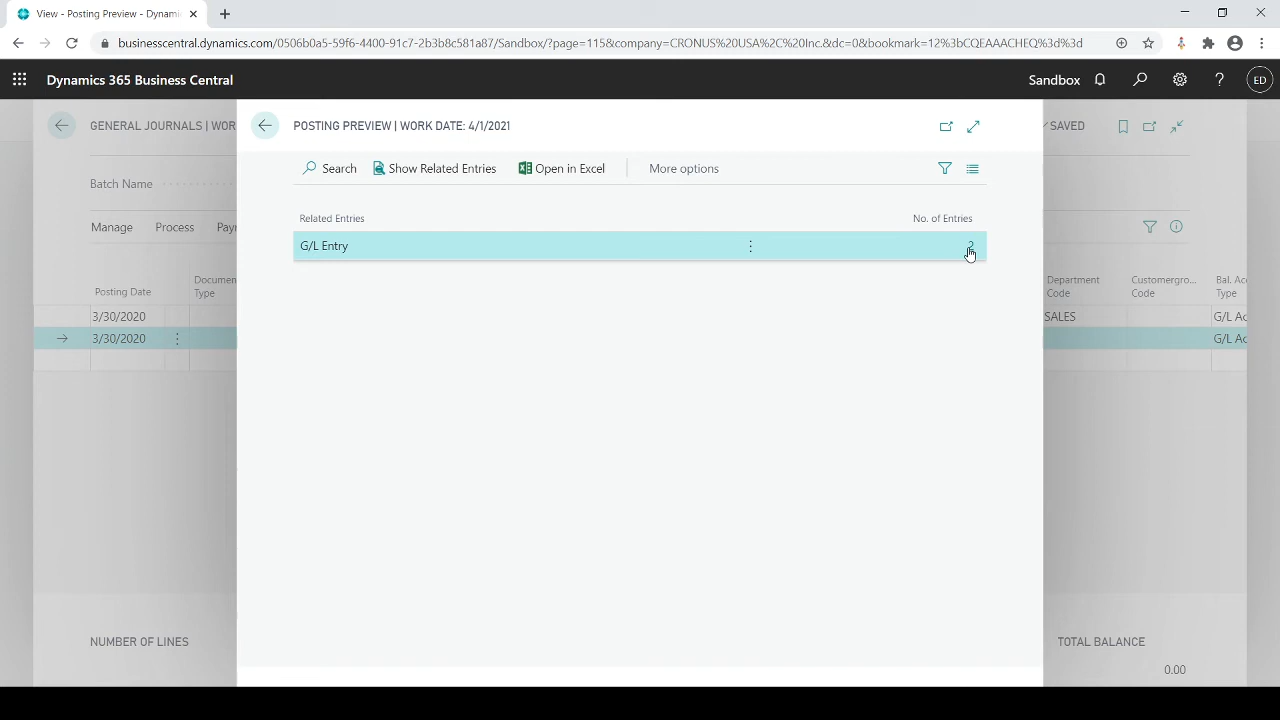 View - Posting Preview - Dynami
businesscentral.dynamics.com/0506b0a5-59f6-4400-91c7-2b3b8c581a87/Sandbox/?page=115&company=CRONUS%20USA%2C%20Inc.&dc=0&bookmark=12%3bCQEAAACHEQ%3d%3d
Dynamics 365 Business Central
Sandbox
ED
GENERAL JOURNALS | WOR
POSTING PREVIEW | WORK DATE: 4/1/2021
SAVED
Search
Show Related Entries
Open in Excel
More options
Batch Name
Related Entries
No. of Entries
Manage
Process
Payr
G/L Entry
2
Posting Date
Document Type
Department Code
Customergro... Code
Bal. Ac Type
3/30/2020
SALES
G/L Ac
3/30/2020
G/L Ac
NUMBER OF LINES
TOTAL BALANCE
0.00